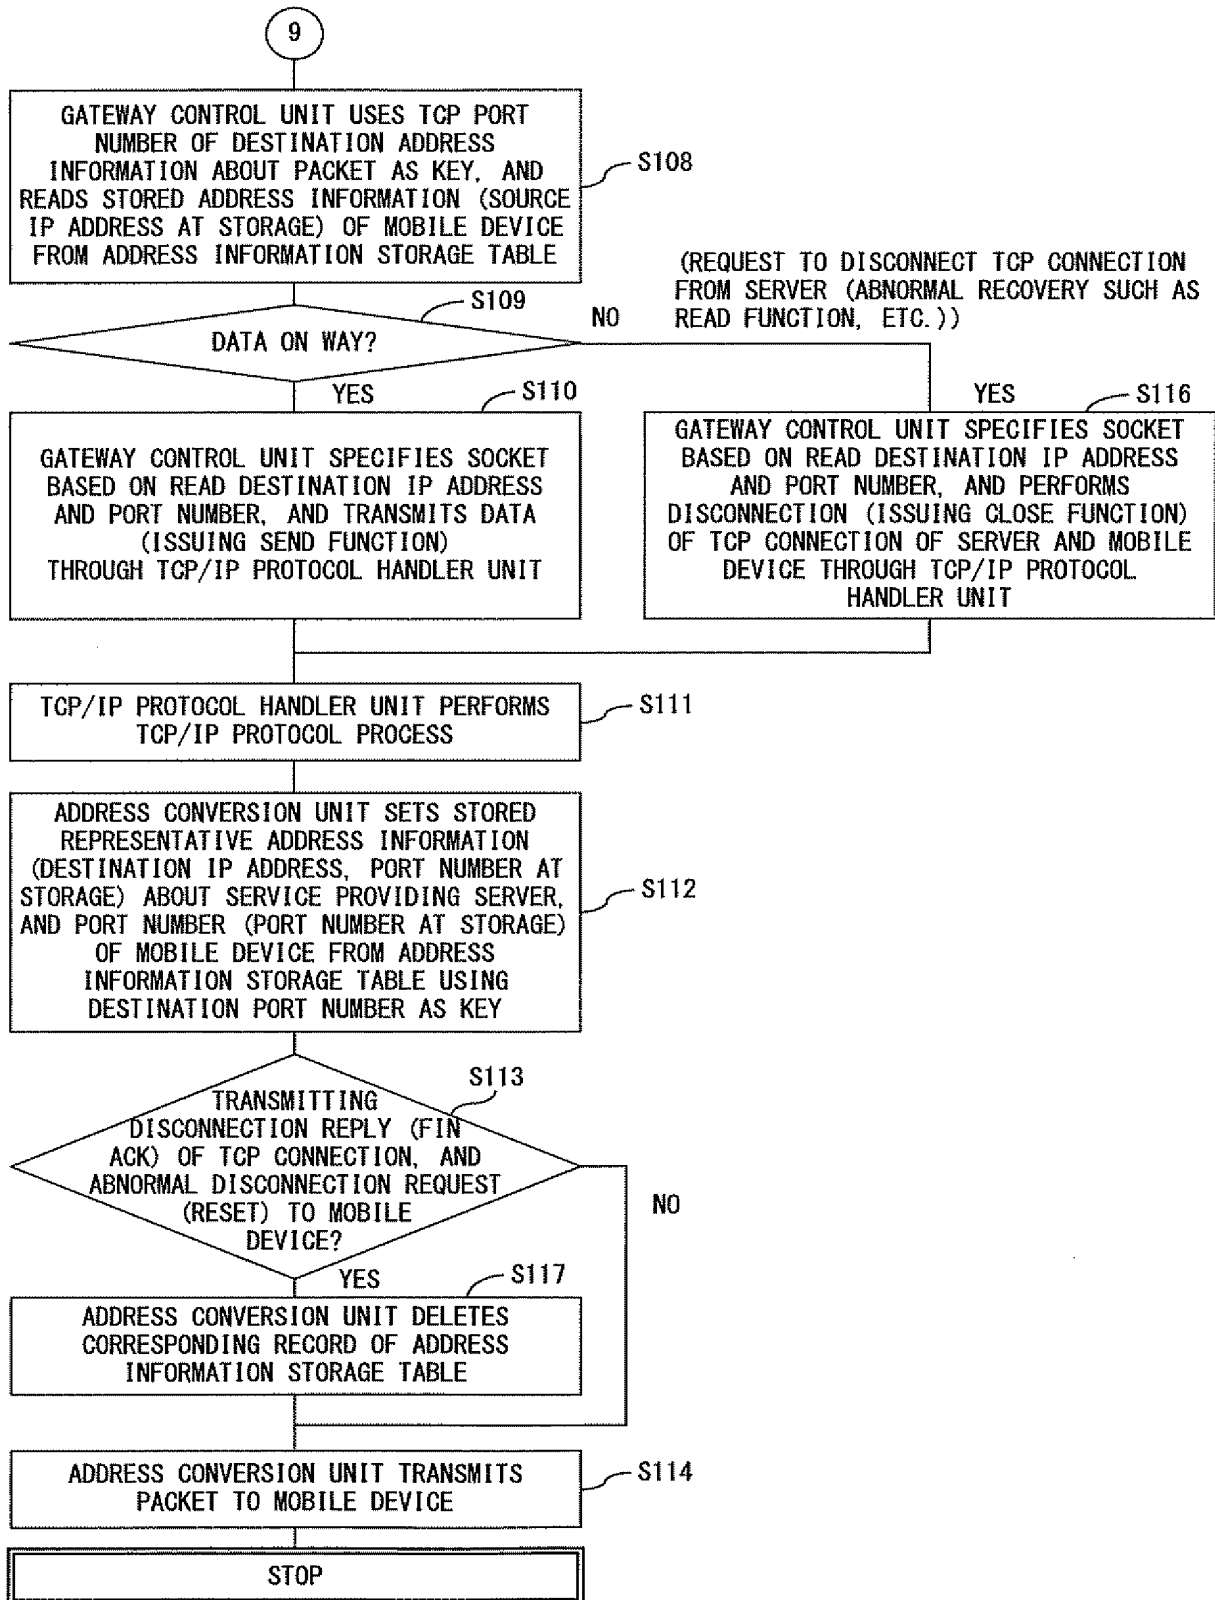 9
GATEWAY CONTROL UNIT USES TCP PORT
NUMBER OF DESTINATION ADDRESS
INFORMATION ABOUT PACKET AS KEY, AND
READS STORED ADDRESS INFORMATION (SOURCE
IP ADDRESS AT STORAGE) OF MOBILE DEVICE
FROM ADDRESS INFORMATION STORAGE TABLE
S108
S109
DATA ON WAY?
NO
(REQUEST TO DISCONNECT TCP CONNECTION
FROM SERVER (ABNORMAL RECOVERY SUCH AS
READ FUNCTION, ETC.))
YES
S110
GATEWAY CONTROL UNIT SPECIFIES SOCKET
BASED ON READ DESTINATION IP ADDRESS
AND PORT NUMBER, AND TRANSMITS DATA
(ISSUING SEND FUNCTION)
THROUGH TCP/IP PROTOCOL HANDLER UNIT
YES
S116
GATEWAY CONTROL UNIT SPECIFIES SOCKET
BASED ON READ DESTINATION IP ADDRESS
AND PORT NUMBER, AND PERFORMS
DISCONNECTION (ISSUING CLOSE FUNCTION)
OF TCP CONNECTION OF SERVER AND MOBILE
DEVICE THROUGH TCP/IP PROTOCOL
HANDLER UNIT
TCP/IP PROTOCOL HANDLER UNIT PERFORMS
TCP/IP PROTOCOL PROCESS
S111
ADDRESS CONVERSION UNIT SETS STORED
REPRESENTATIVE ADDRESS INFORMATION
(DESTINATION IP ADDRESS, PORT NUMBER AT
STORAGE) ABOUT SERVICE PROVIDING SERVER,
AND PORT NUMBER (PORT NUMBER AT STORAGE)
OF MOBILE DEVICE FROM ADDRESS
INFORMATION STORAGE TABLE USING
DESTINATION PORT NUMBER AS KEY
S112
S113
TRANSMITTING
DISCONNECTION REPLY (FIN
ACK) OF TCP CONNECTION, AND
ABNORMAL DISCONNECTION REQUEST
(RESET) TO MOBILE
DEVICE?
NO
YES
S117
ADDRESS CONVERSION UNIT DELETES
CORRESPONDING RECORD OF ADDRESS
INFORMATION STORAGE TABLE
ADDRESS CONVERSION UNIT TRANSMITS
PACKET TO MOBILE DEVICE
S114
STOP